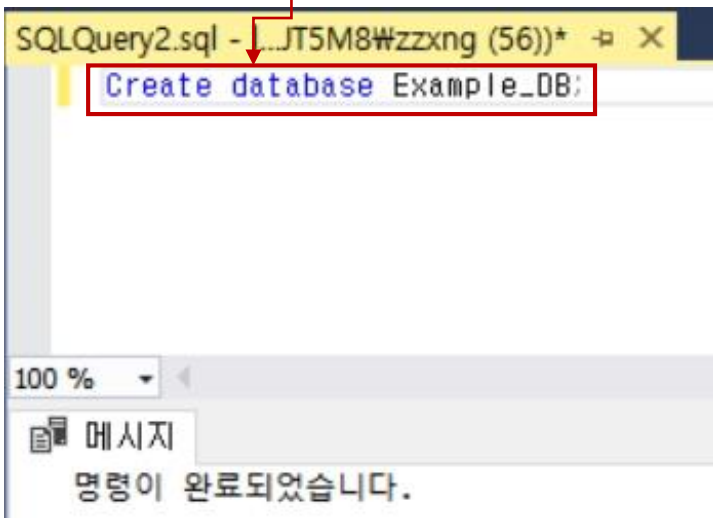 SQLQuery2.sql - L...JT5M8₩zzxng (56))*
Create database Example_DB;
100 %
메시지
명령이 완료되었습니다.